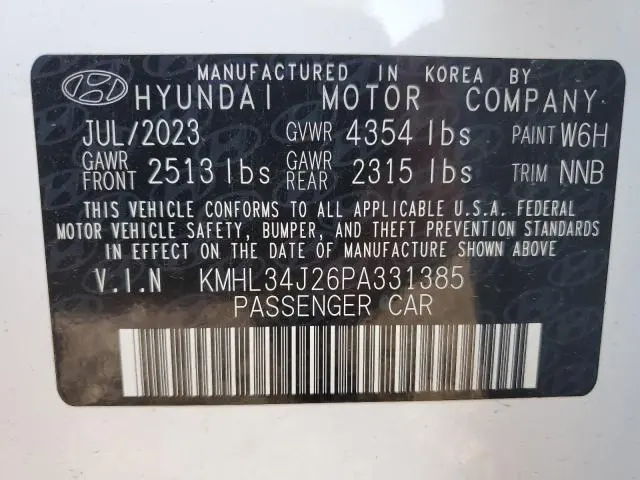 MANUFACTURED IN KOREA BY
HYUNDAI MOTOR COMPANY
JUL/2023 GVWR 4354 lbs PAINT W6H
GAWR FRONT 2513 lbs GAWR REAR 2315 lbs TRIM NNB
THIS VEHICLE CONFORMS TO ALL APPLICABLE U.S.A. FEDERAL
MOTOR VEHICLE SAFETY, BUMPER, AND THEFT PREVENTION STANDARDS
IN EFFECT ON THE DATE OF MANUFACTURE SHOWN ABOVE.
V.I.N KMHL34J26PA331385
PASSENGER CAR